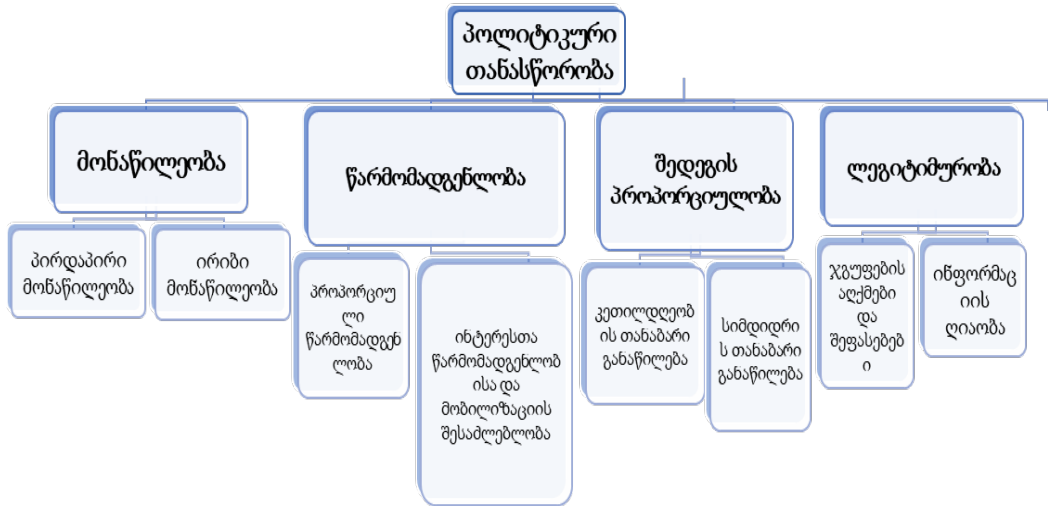 პოლიტიკური
თანასწორობა
მონაწილეობა
წარმომადგენლობა
შედეგის
პროპორციულობა
ლეგიტიმურობა
პირდაპირი
მონაწილეობა
ირიბი
მონაწილეობა
პროპორციუ
ლი
წარმომადგენ
ლობა
ინტერესთა
წარმომადგენლობ
ისა და
მობილიზაციის
შესაძლებლობა
კეთილდღეობ
ის თანაბარი
განაწილება
სიმდიდრი
ს თანაბარი
განაწილება
ჯგუფების
აღქმები
და
შეფასებებ
ი
ინფორმაც
იის
ღიაობა